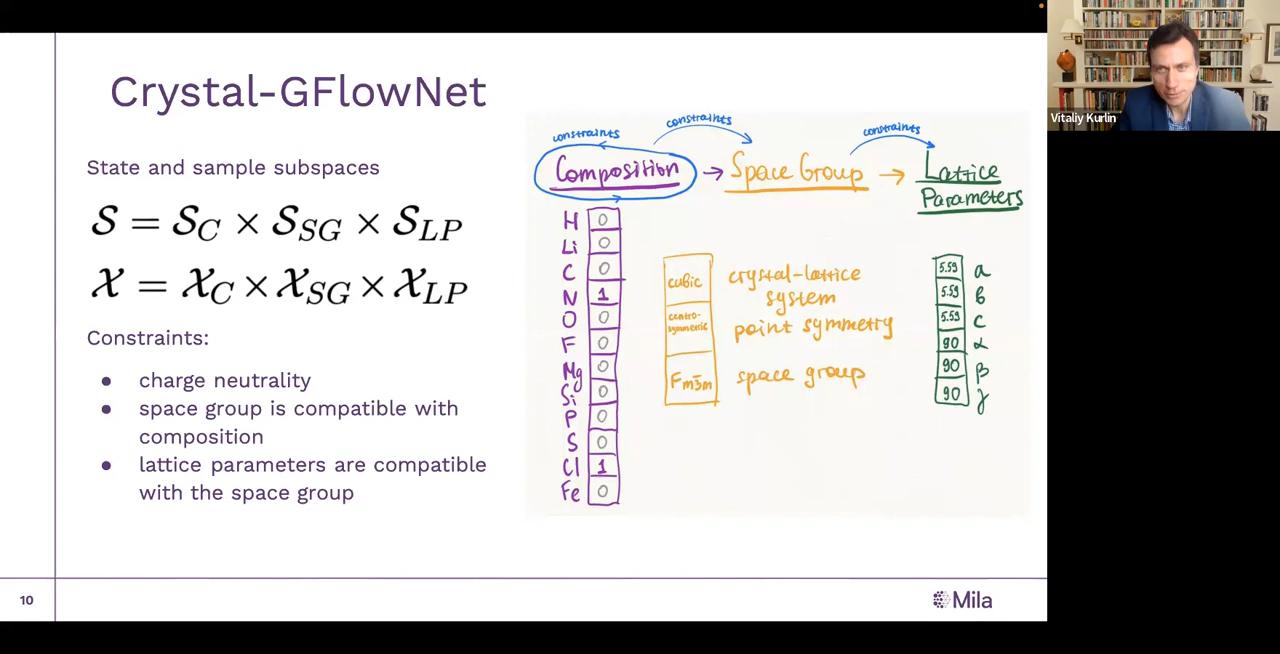 Crystal-GFlowNet
State and sample subspaces
𝒮 = 𝒮_C × 𝒮_SG × 𝒮_LP
𝒳 = 𝒳_C × 𝒳_SG × 𝒳_LP
Constraints:
● charge neutrality
● space group is compatible with
composition
● lattice parameters are compatible
with the space group
constraints
constraints
constraints
Composition → Space Group → Lattice
Parameters
H 0
Li 0
C 0
N 1
O 0
F 0
Mg 0
Si 0
P 0
S 0
Cl 1
Fe 0
cubic crystal-lattice
system
centro-
symmetric point symmetry
Fm3̄m space group
5.59 a
5.59 b
5.59 c
90 α
90 β
90 γ
10
Mila
Vitaliy Kurlin